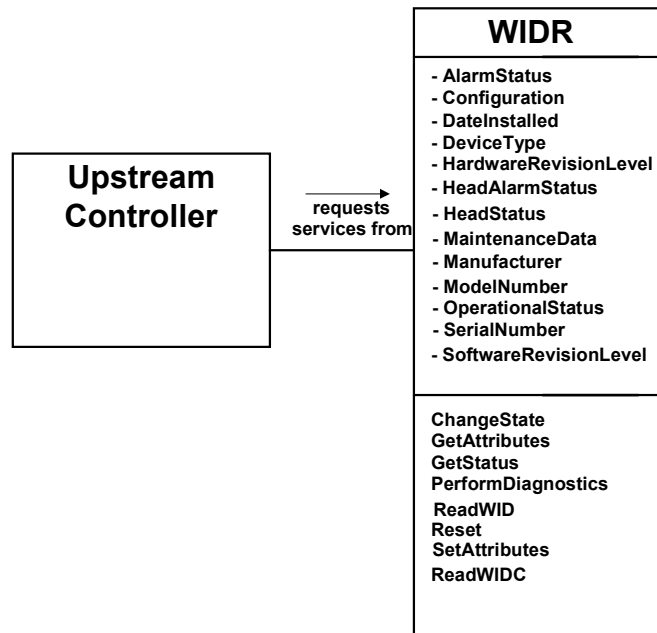 Upstream
Controller
requests
services from
WIDR
- AlarmStatus
- Configuration
- DateInstalled
- DeviceType
- HardwareRevisionLevel
- HeadAlarmStatus
- HeadStatus
- MaintenanceData
- Manufacturer
- ModelNumber
- OperationalStatus
- SerialNumber
- SoftwareRevisionLevel
ChangeState
GetAttributes
GetStatus
PerformDiagnostics
ReadWID
Reset
SetAttributes
ReadWIDC